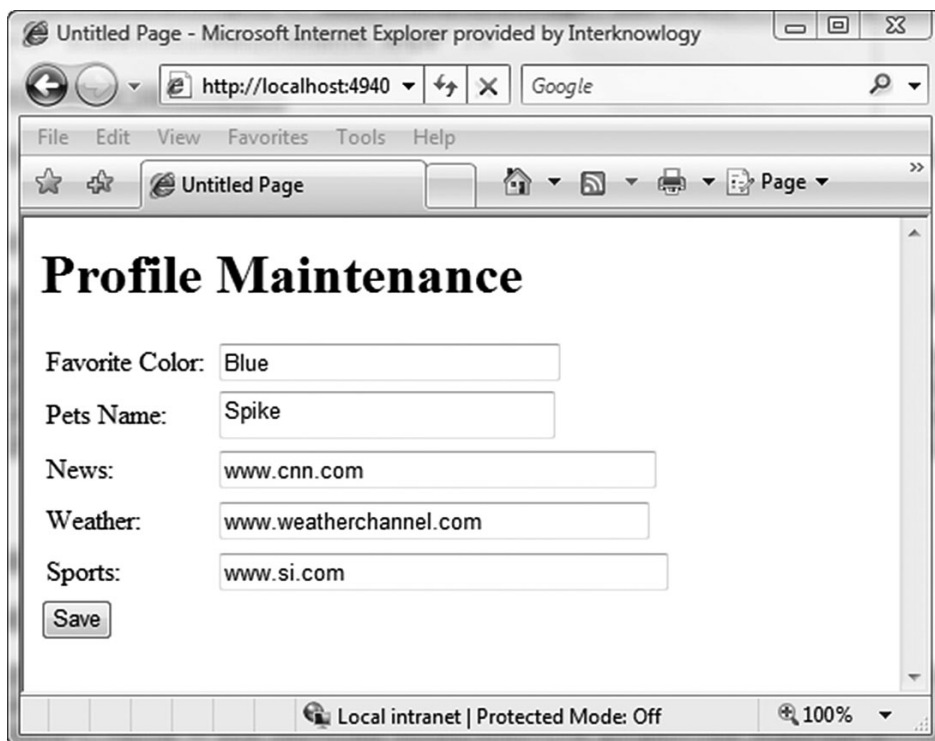 Untitled Page - Microsoft Internet Explorer provided by Interknowlogy
http://localhost:4940
Google
File Edit View Favorites Tools Help
Untitled Page
Page
Profile Maintenance
Favorite Color: Blue
Pets Name: Spike
News: www.cnn.com
Weather: www.weatherchannel.com
Sports: www.si.com
Save
Local intranet | Protected Mode: Off
100%